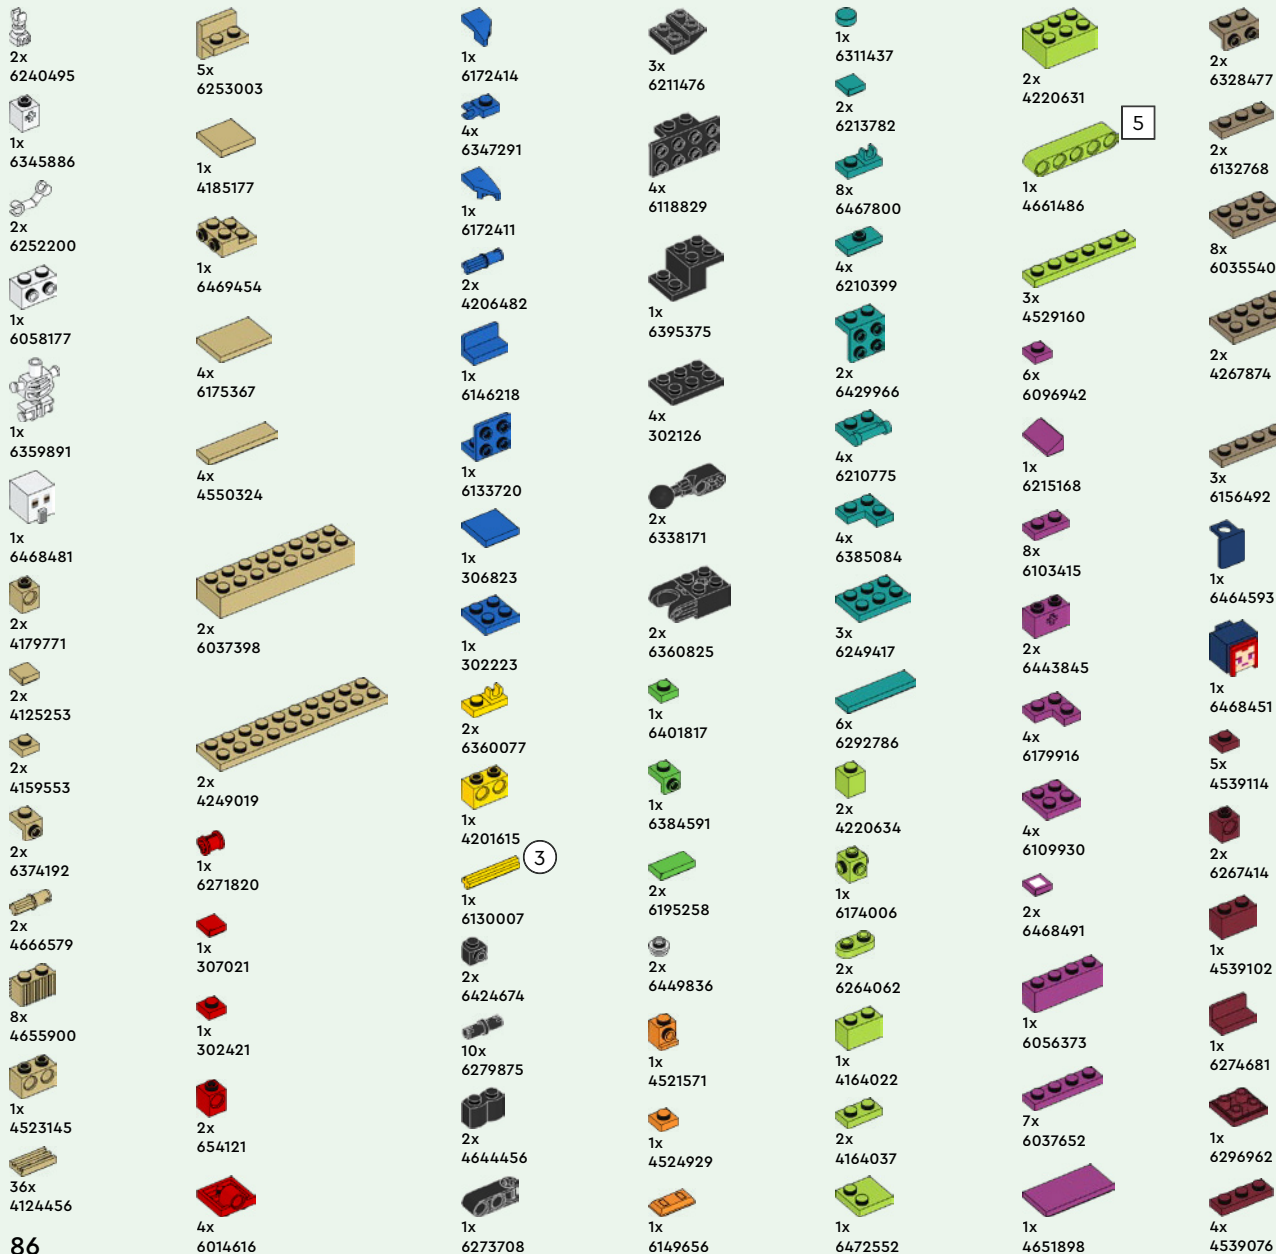 2x
6240495
1x
6345886
2x
6252200
1x
6058177
1x
6359891
1x
6468481
2x
4179771
2x
4125253
2x
4159553
2x
6374192
2x
4666579
8x
4655900
1x
4523145
36x
4124456
86
5x
6253003
1x
4185177
1x
6469454
4x
6175367
4x
4550324
2x
6037398
2x
4249019
1x
6271820
1x
307021
1x
302421
2x
654121
4x
6014616
1x
6172414
4x
6347291
1x
6172411
2x
4206482
1x
6146218
1x
6133720
1x
306823
1x
302223
2x
6360077
1x
4201615
3
1x
6130007
2x
6424674
10x
6279875
2x
4644456
1x
6273708
3x
6211476
4x
6118829
1x
6395375
4x
302126
2x
6338171
2x
6360825
1x
6401817
1x
6384591
2x
6195258
2x
6449836
1x
4521571
1x
4524929
1x
6149656
1x
6311437
2x
6213782
8x
6467800
4x
6210399
2x
6429966
4x
6210775
4x
6385084
3x
6249417
6x
6292786
2x
4220634
1x
6174006
2x
6264062
1x
4164022
2x
4164037
1x
6472552
2x
4220631
5
1x
4661486
3x
4529160
6x
6096942
1x
6215168
8x
6103415
2x
6443845
4x
6179916
4x
6109930
2x
6468491
1x
6056373
7x
6037652
1x
4651898
2x
6328477
2x
6132768
8x
6035540
2x
4267874
3x
6156492
1x
6464593
1x
6468451
5x
4539114
2x
6267414
1x
4539102
1x
6274681
1x
6296962
4x
4539076